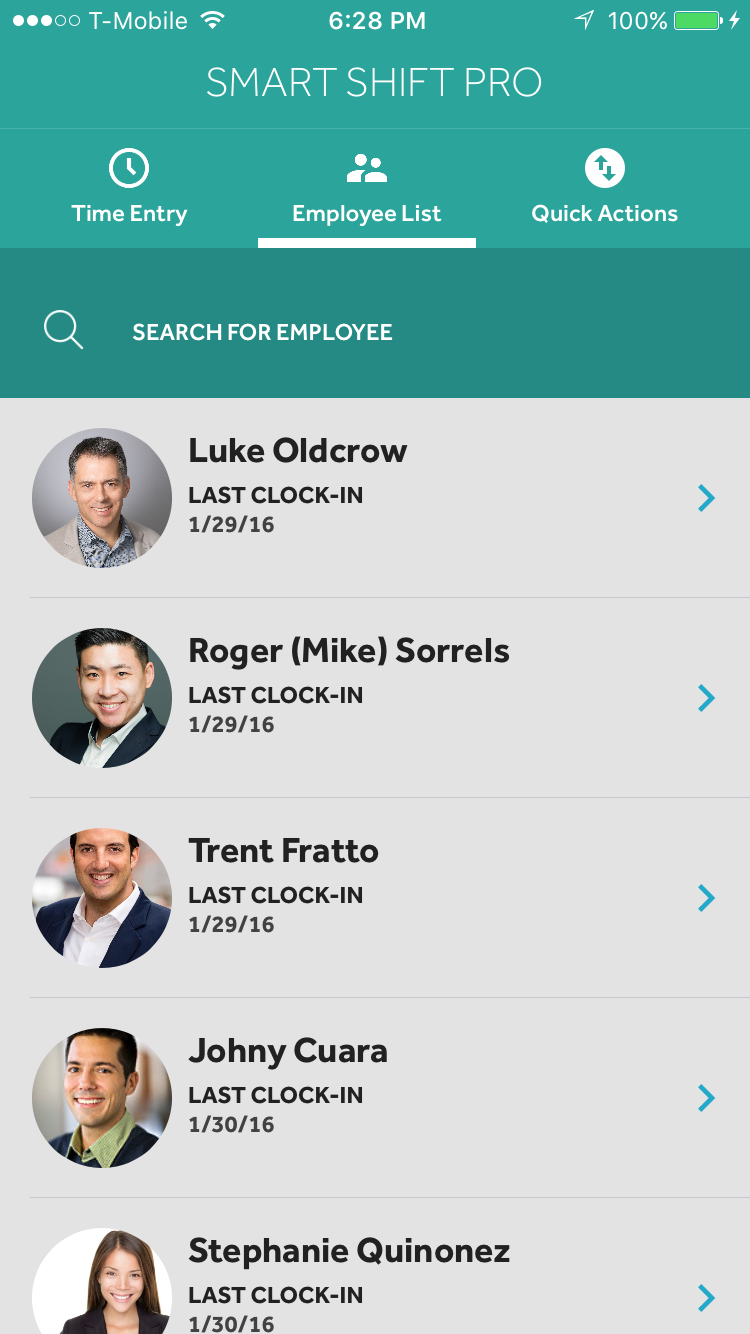 T-Mobile 6:28 PM 100%
SMART SHIFT PRO
Time Entry Employee List Quick Actions
SEARCH FOR EMPLOYEE
Luke Oldcrow
LAST CLOCK-IN
1/29/16
Roger (Mike) Sorrels
LAST CLOCK-IN
1/29/16
Trent Fratto
LAST CLOCK-IN
1/29/16
Johny Cuara
LAST CLOCK-IN
1/30/16
Stephanie Quinonez
LAST CLOCK-IN
1/30/16